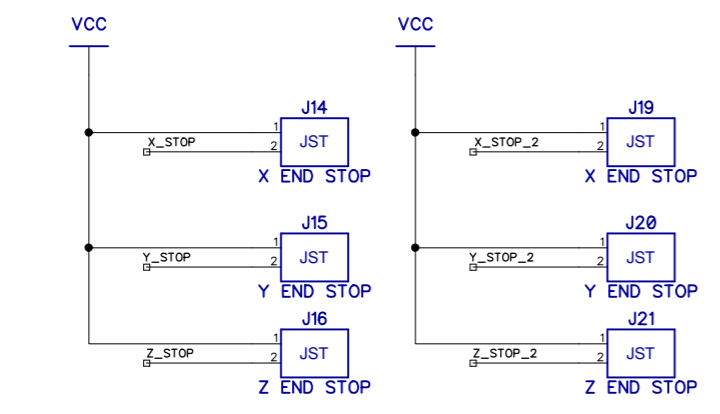 VCC
VCC
J14
1
X_STOP
2
JST
X END STOP
J19
1
X_STOP_2
2
JST
X END STOP
J15
1
Y_STOP
2
JST
Y END STOP
J20
1
Y_STOP_2
2
JST
Y END STOP
J16
1
Z_STOP
2
JST
Z END STOP
J21
1
Z_STOP_2
2
JST
Z END STOP